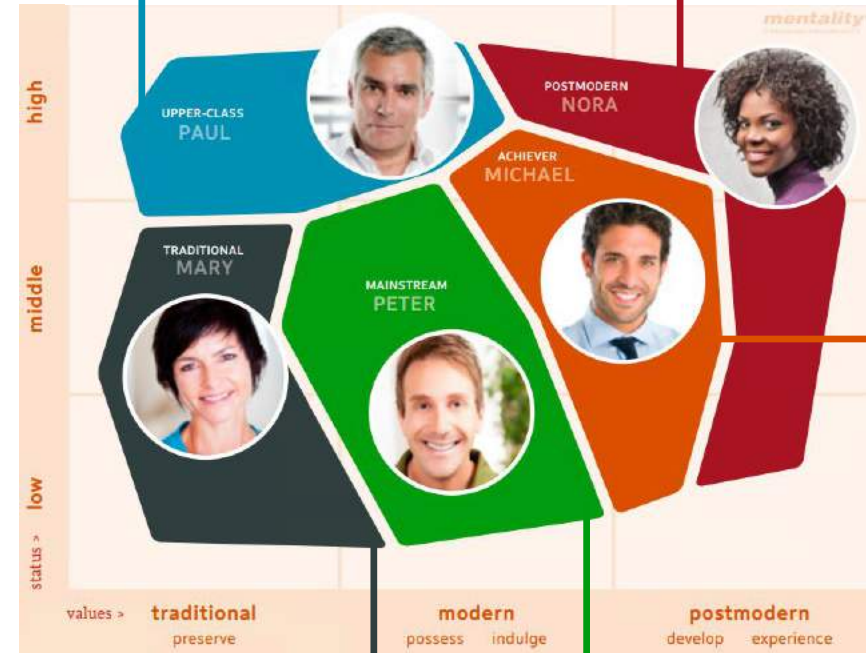 mentality
high
UPPER-CLASS
PAUL
POSTMODERN
NORA
ACHIEVER
MICHAEL
TRADITIONAL
MARY
MAINSTREAM
PETER
middle
low
status >
values >
traditional
modern
postmodern
preserve
possess indulge
develop experience